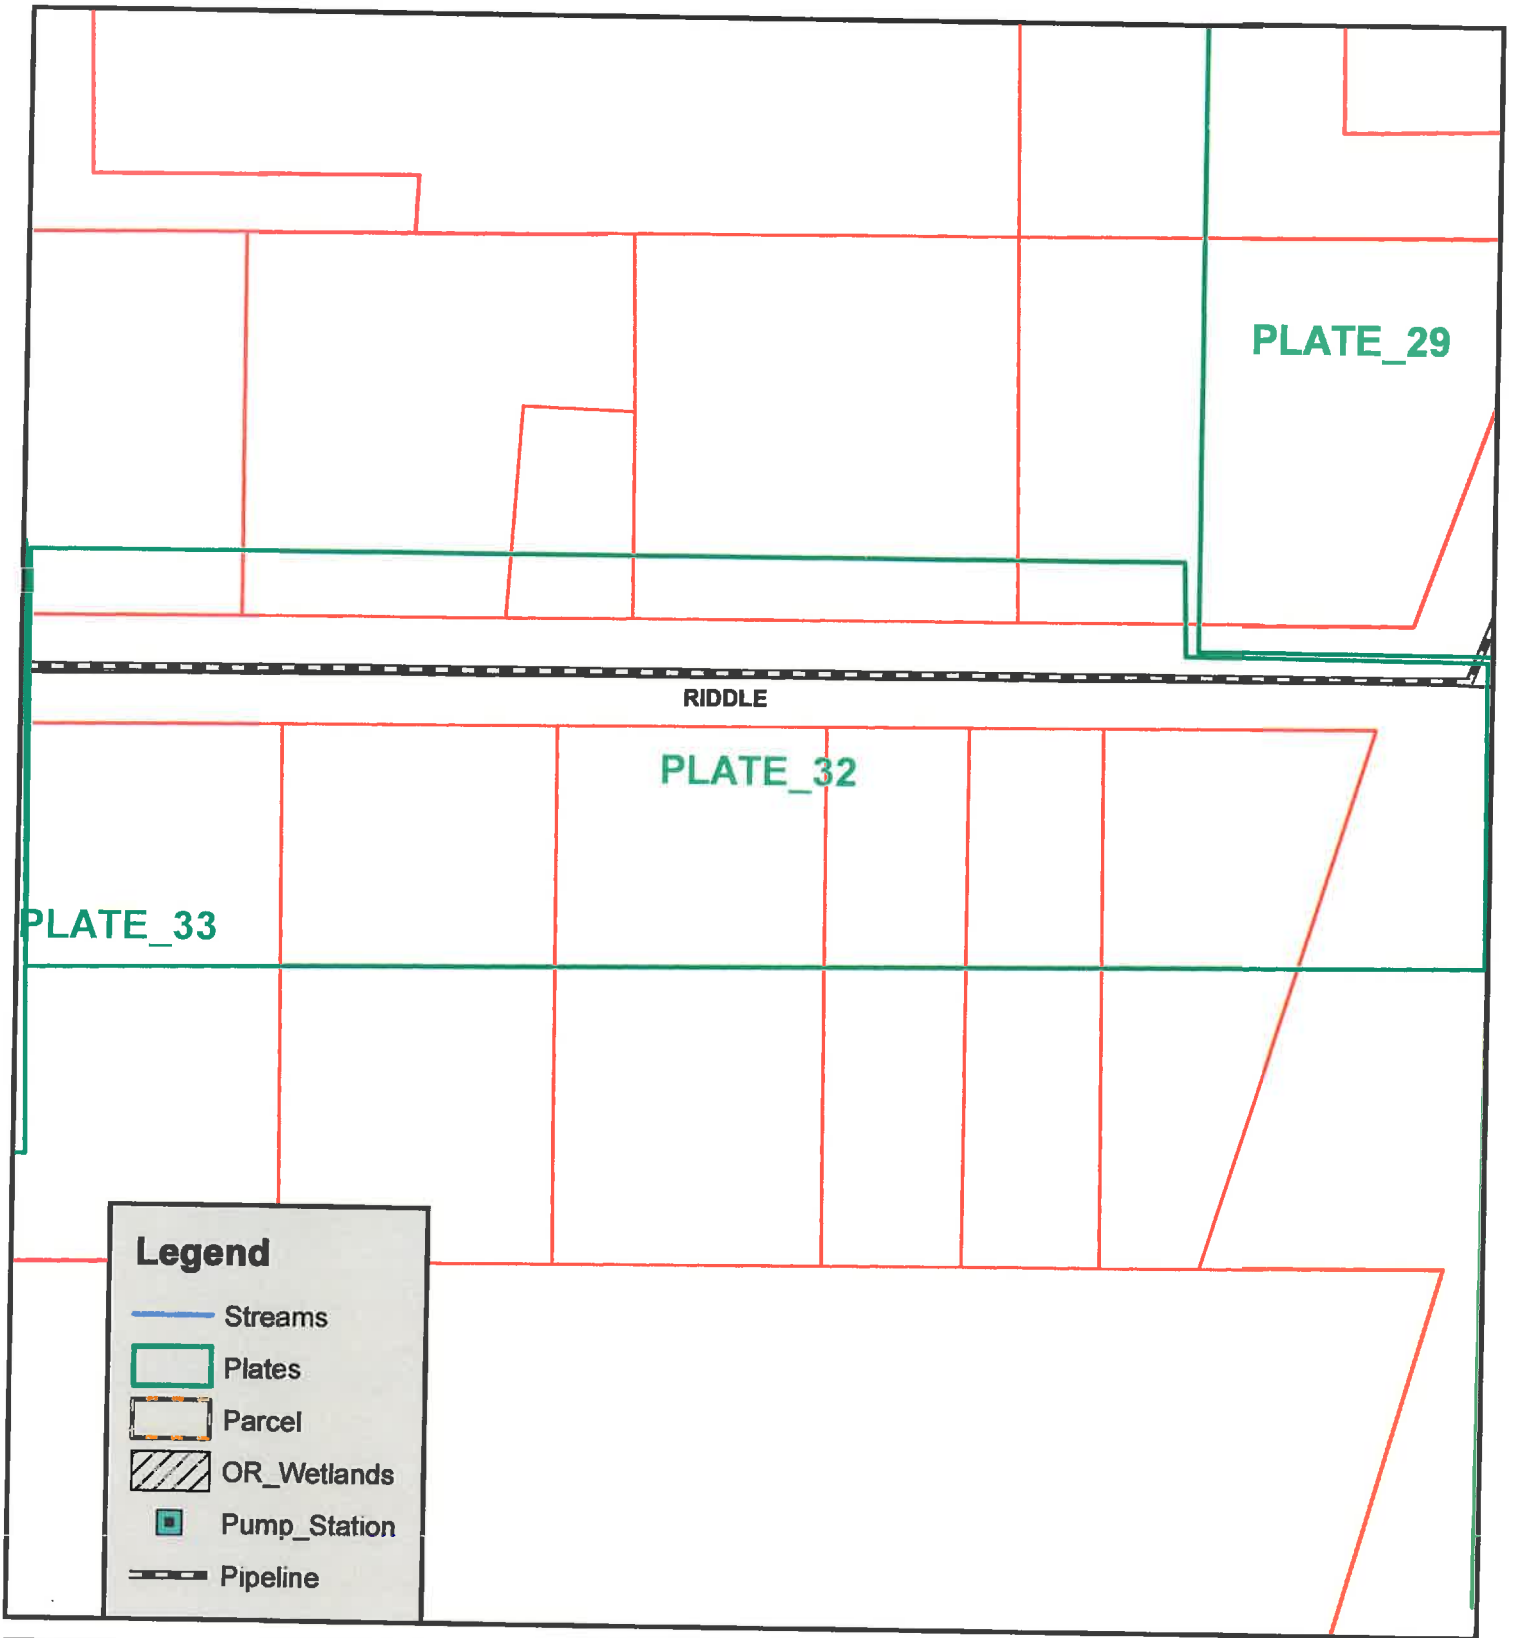 PLATE_29
RIDDLE
PLATE_32
PLATE_33
Legend
Streams
Plates
Parcel
OR_Wetlands
Pump_Station
Pipeline